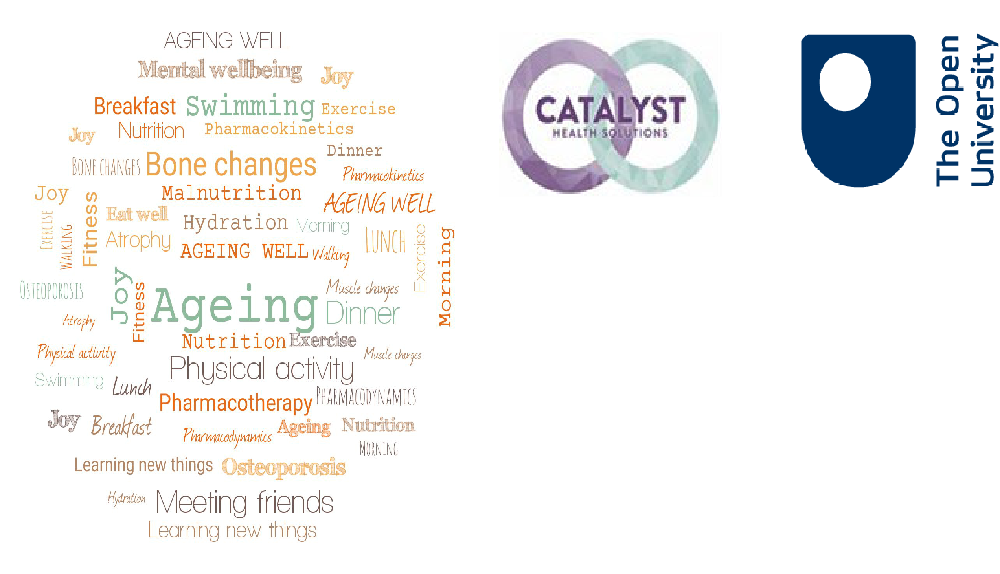 AGEING WELL
Mental wellbeing Joy
Breakfast Swimming Exercise
Joy Nutrition Pharmacokinetics
Dinner
BONE CHANGES Bone changes
Pharmacokinetics
Joy Malnutrition
AGEING WELL
Fitness Eat well
EXERCISE
Hydration Morning
WALKING
Atrophy
LUNCH
Exercise
Morning
AGEING WELL Walking
Joy
OSTEOPOROSIS
Fitness
Ageing
Muscle changes
Dinner
Atrophy
Nutrition Exercise
Physical activity
Muscle changes
Physical activity
Swimming Lunch
Pharmacotherapy PHARMACODYNAMICS
Joy Breakfast
Pharmacodynamics Ageing Nutrition
MORNING
Learning new things Osteoporosis
Hydration Meeting friends
Learning new things
CATALYST
HEALTH SOLUTIONS
The Open
University